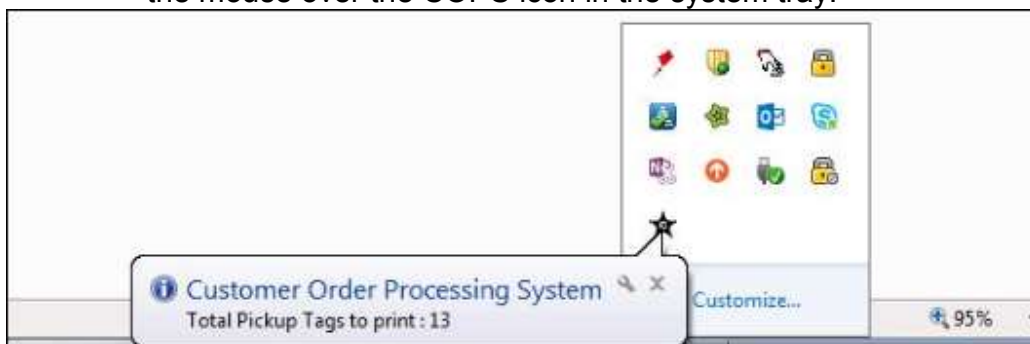 the mouse over the COPS icon in the system tray.
Customer Order Processing System
Total Pickup Tags to print : 13
Customize...
95%